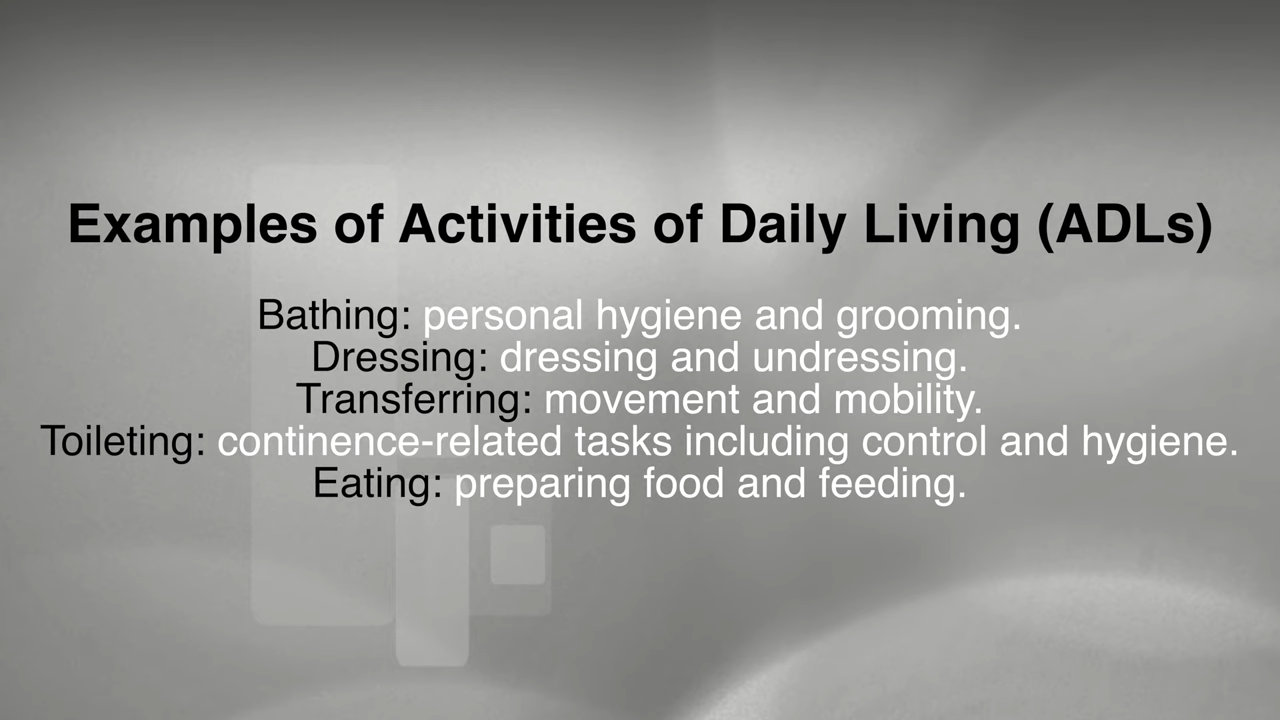 Examples of Activities of Daily Living (ADLs)
Bathing: personal hygiene and grooming.
Dressing: dressing and undressing.
Transferring: movement and mobility.
Toileting: continence-related tasks including control and hygiene.
Eating: preparing food and feeding.